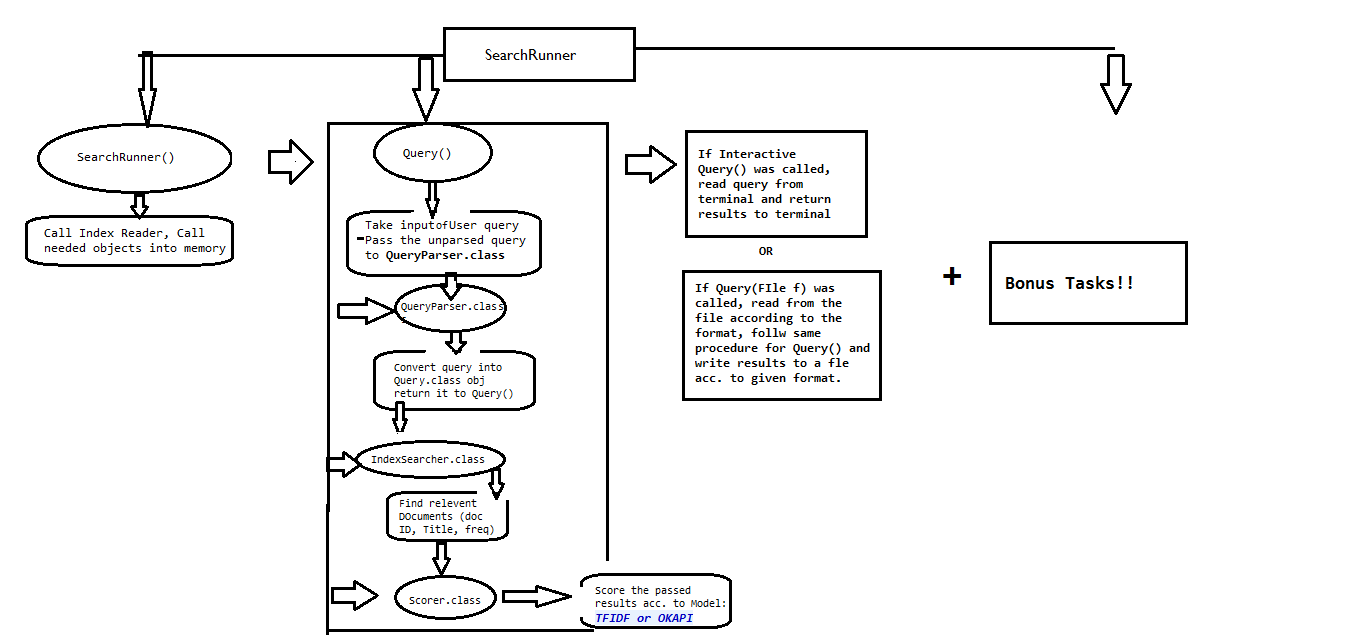 SearchRunner
SearchRunner()
Call Index Reader, Call
needed objects into memory
Query()
Take inputofUser query
-Pass the unparsed query
to QueryParser.class
QueryParser.class
Convert query into
Query.class obj
return it to Query()
IndexSearcher.class
Find relevent
DOcuments (doc
ID, Title, freq)
Scorer.class
Score the passed
results acc. to Model:
TFIDF or OKAPI
If Interactive
Query() was called,
read query from
terminal and return
results to terminal
OR
If Query(FIle f) was
called, read from the
file according to the
format, follw same
procedure for Query() and
write results to a fle
acc. to given format.
+
Bonus Tasks!!